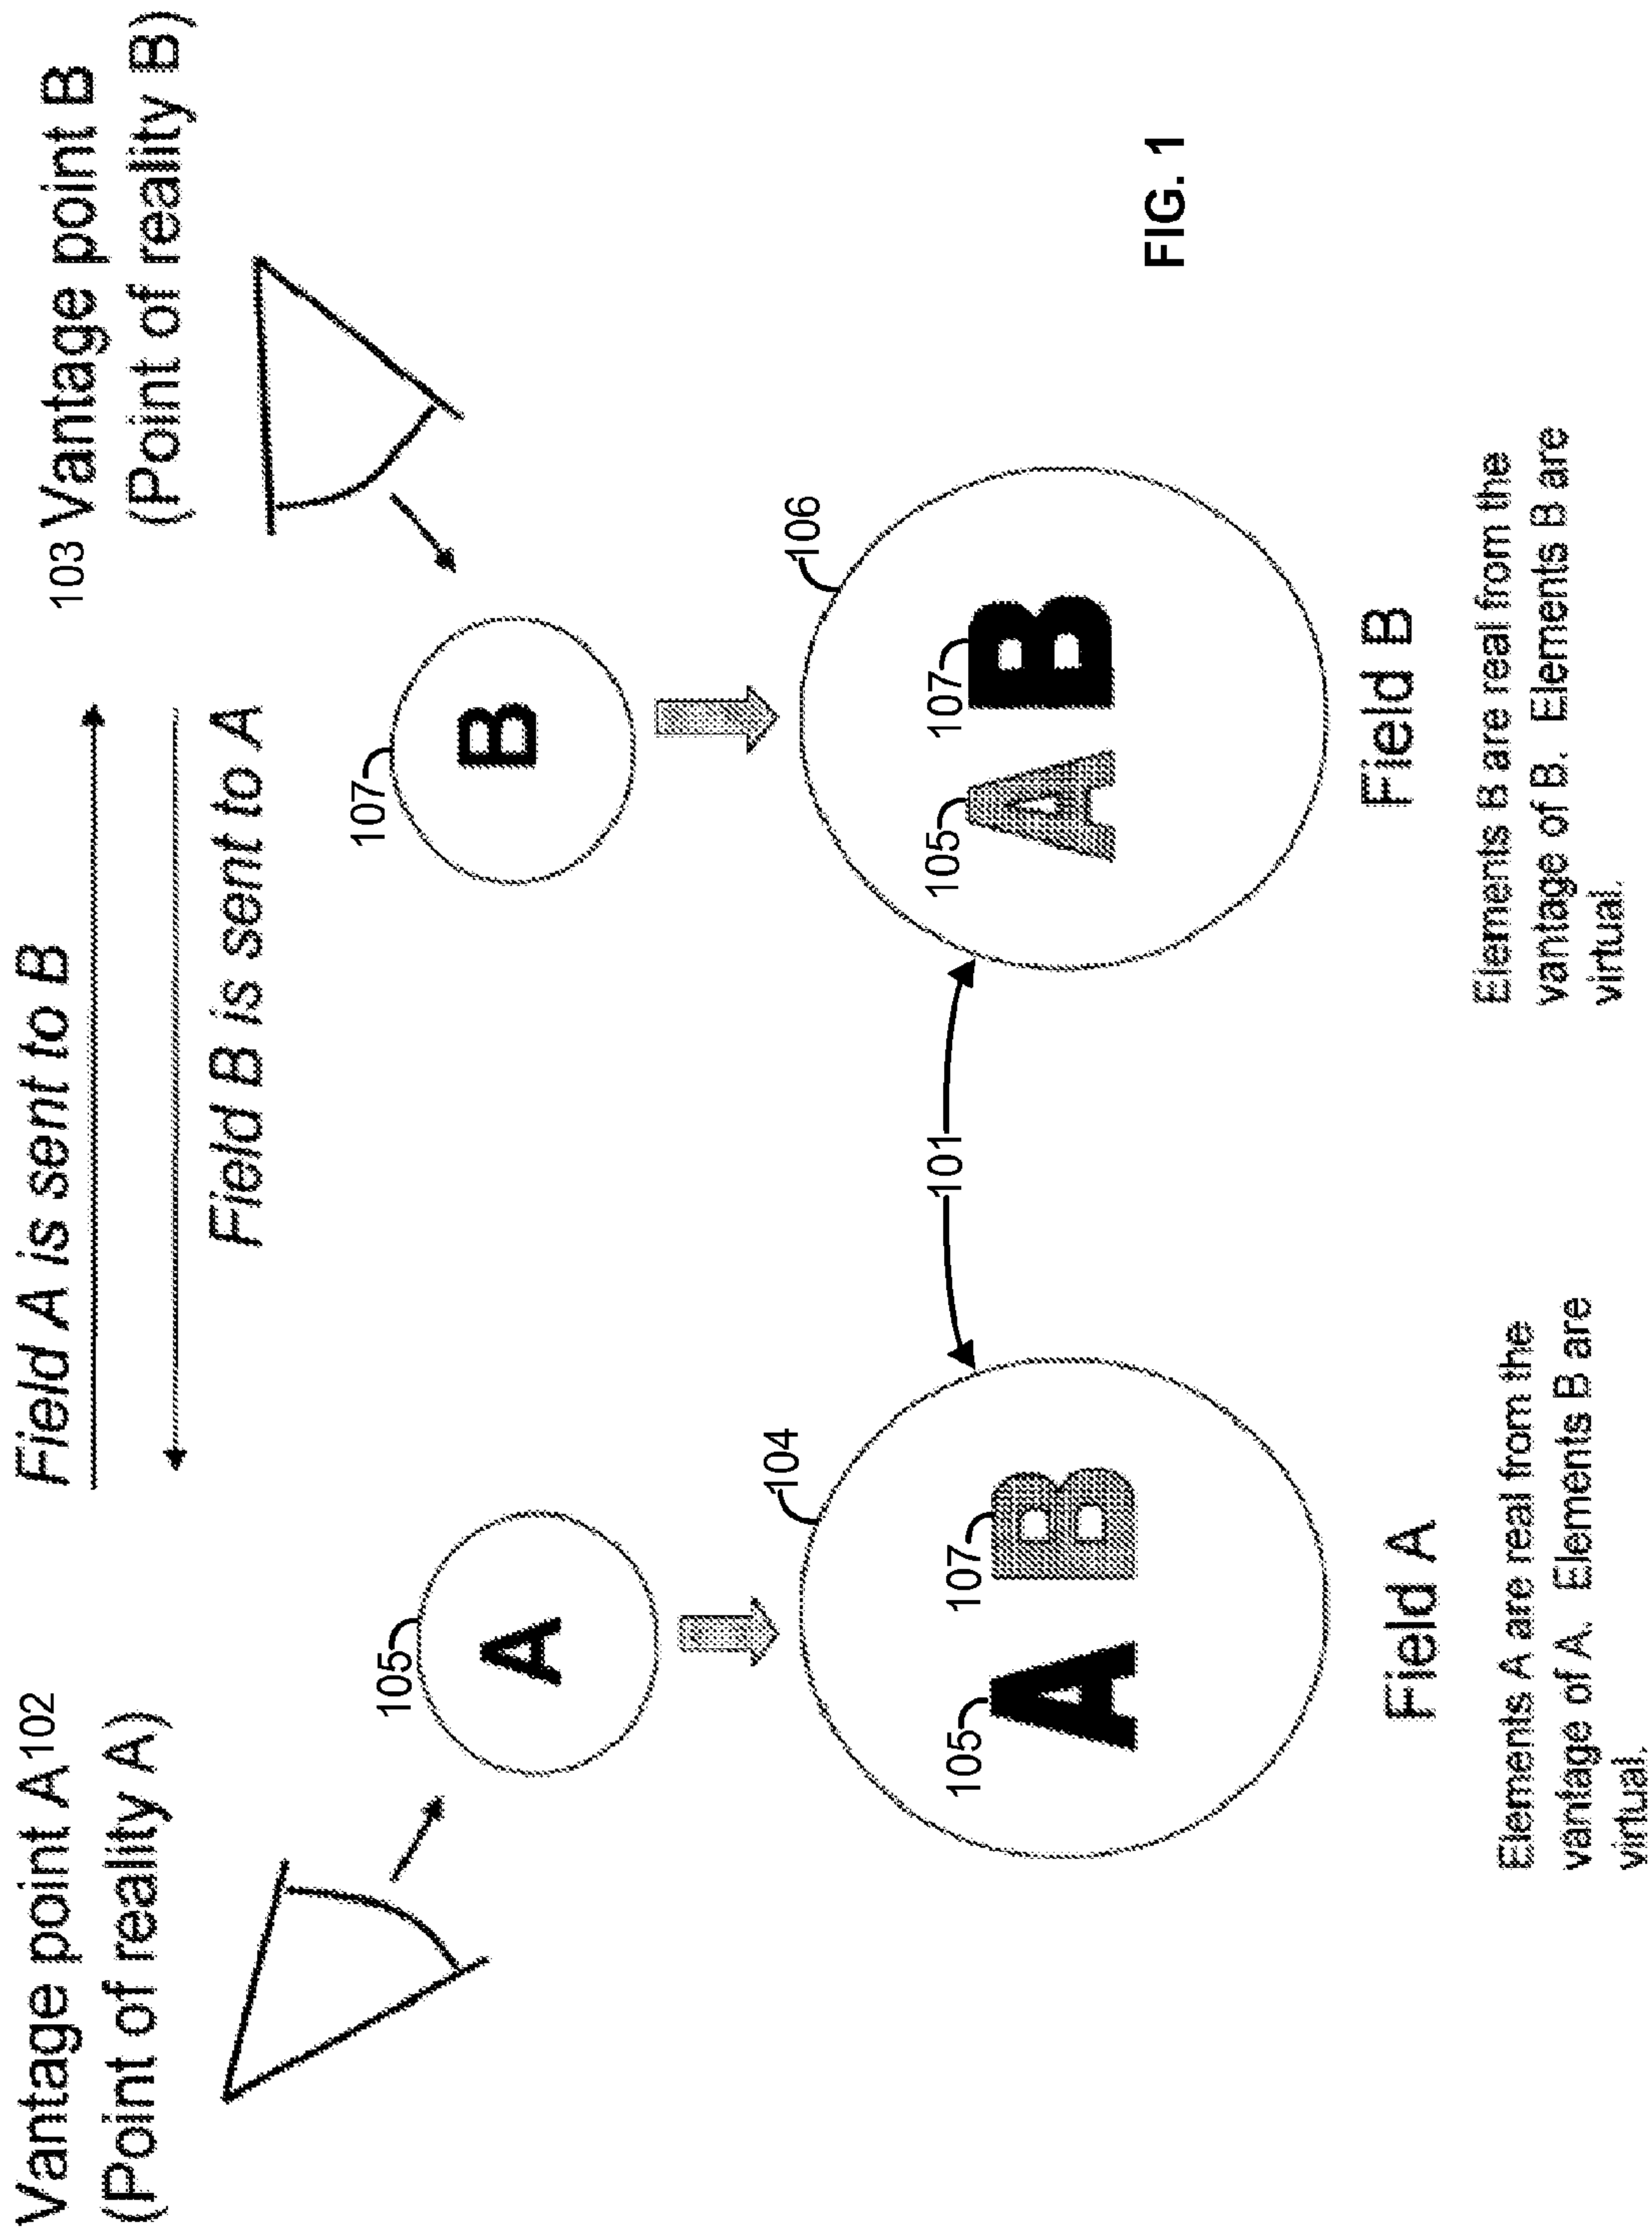 Vantage point A 102
(Point of reality A)
Field A is sent to B
Field B is sent to A
103 Vantage point B
(Point of reality B)
105
A
107
B
104
105
A
107
B
101
106
105
A
107
B
Field A
Field B
Elements A are real from the
vantage of A. Elements B are
virtual.
Elements B are real from the
vantage of B. Elements B are
virtual.
FIG. 1